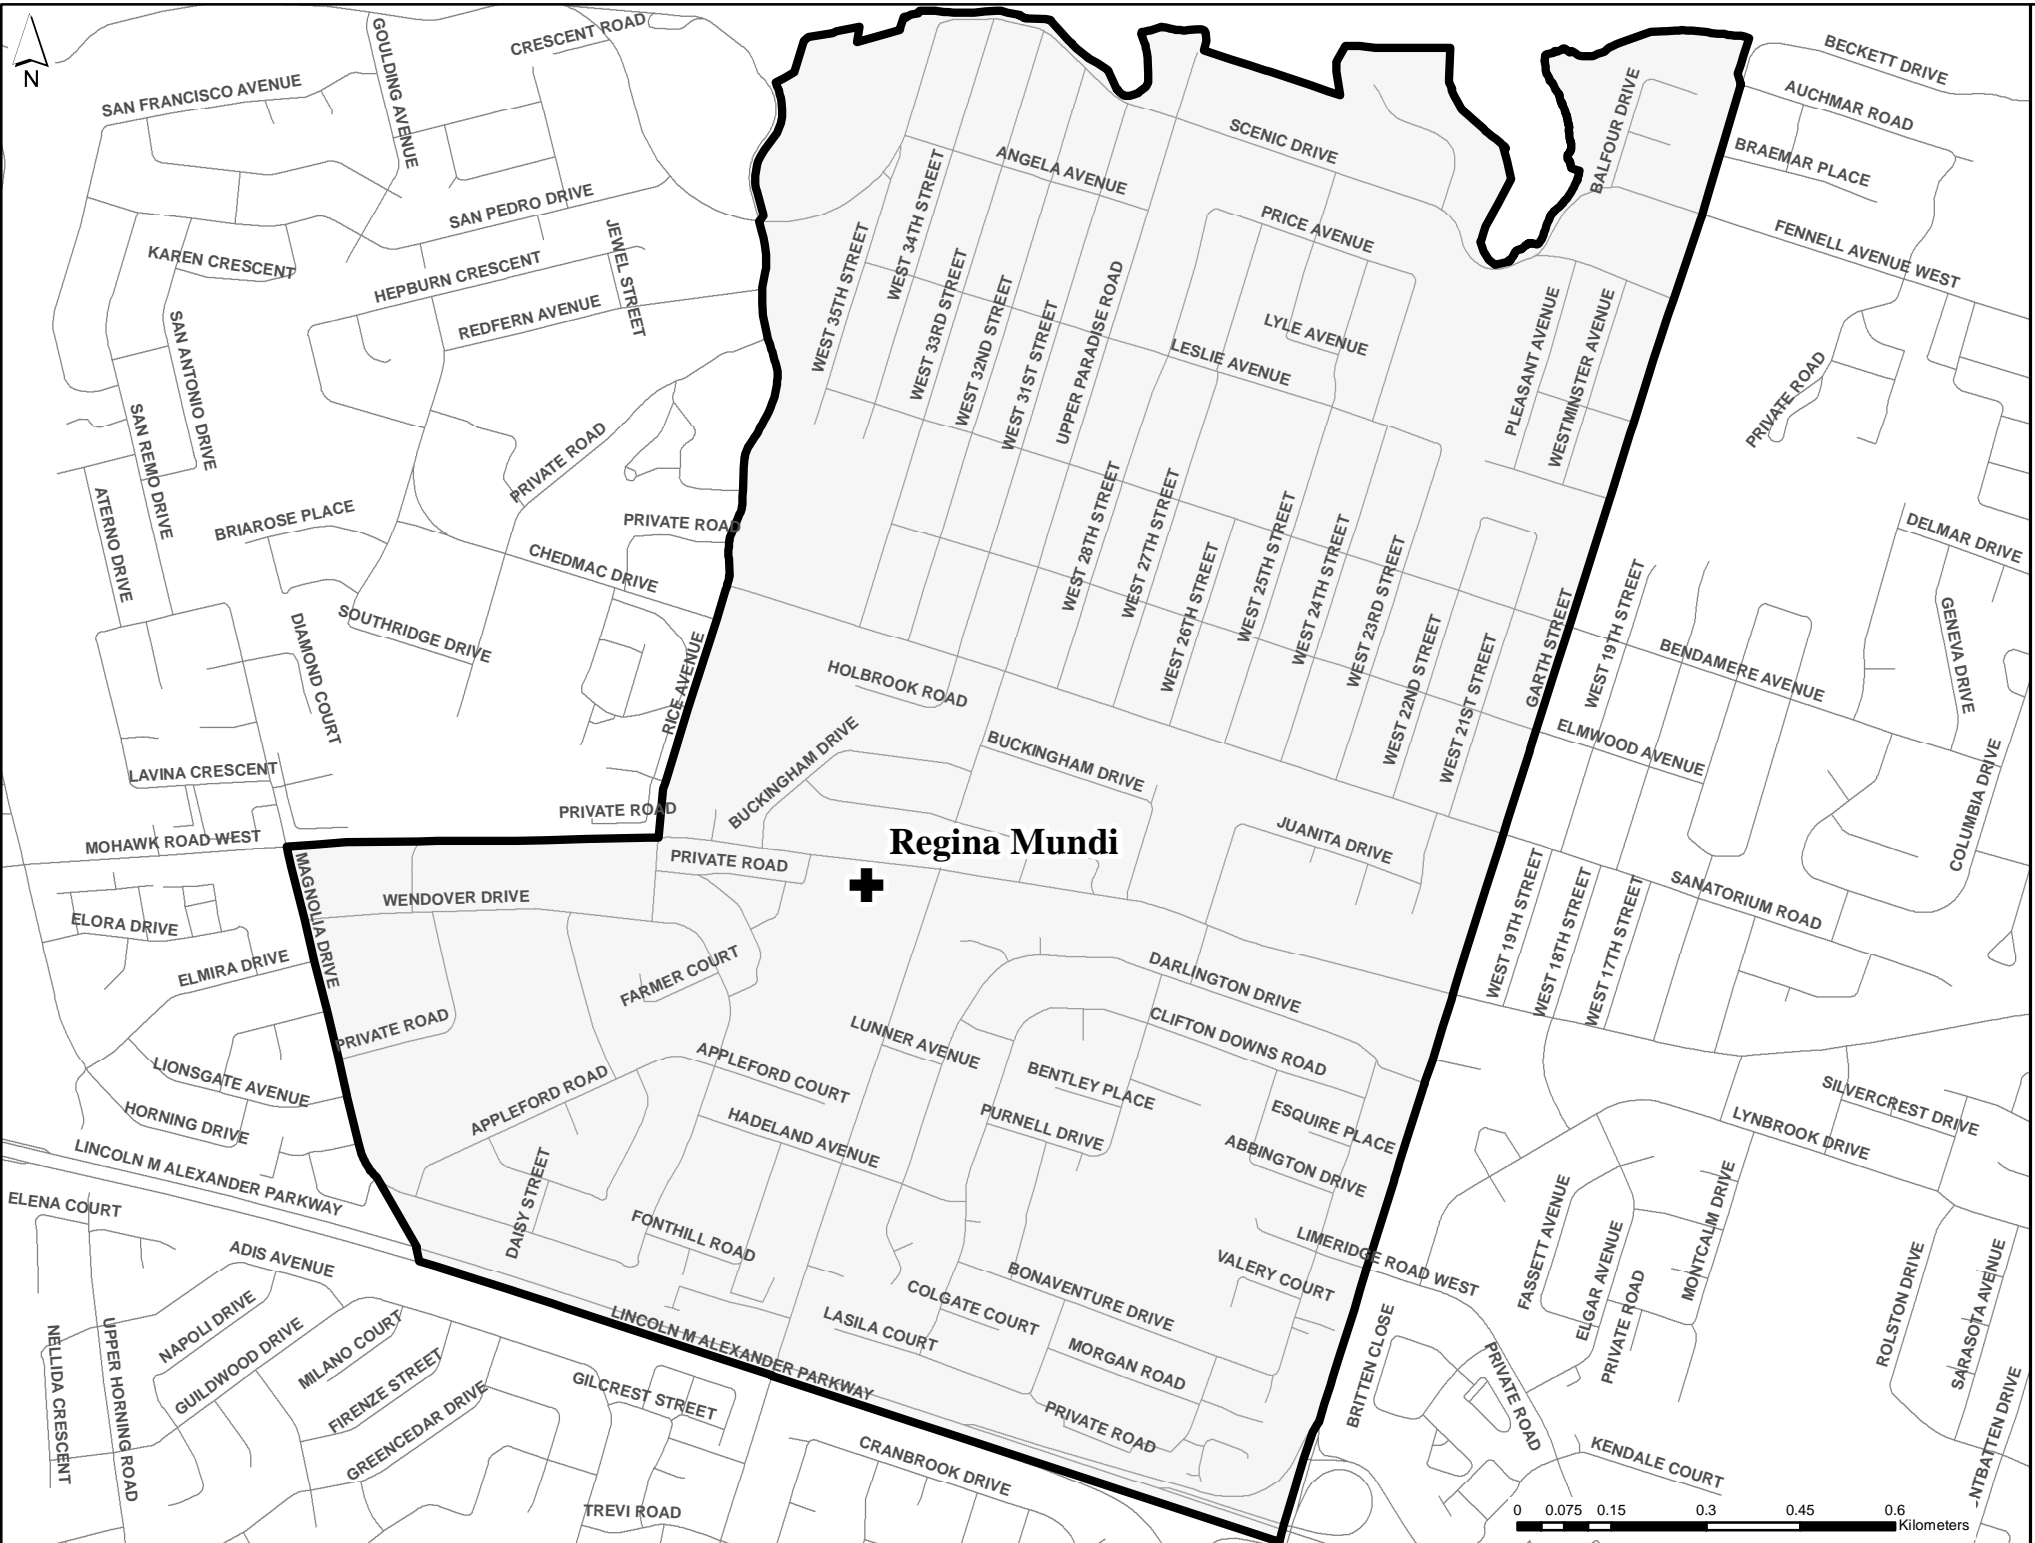 N
CRESCENT ROAD
GOULDING AVENUE
SAN FRANCISCO AVENUE
BECKETT DRIVE
AUCHMAR ROAD
BALFOUR DRIVE
SCENIC DRIVE
BRAEMAR PLACE
ANGELA AVENUE
WEST 34TH STREET
SAN PEDRO DRIVE
PRICE AVENUE
JEWEL STREET
WEST 35TH STREET
FENNELL AVENUE WEST
KAREN CRESCENT
HEPBURN CRESCENT
WEST 33RD STREET
WEST 32ND STREET
WEST 31ST STREET
UPPER PARADISE ROAD
REDFERN AVENUE
PLEASANT AVENUE
WESTMINSTER AVENUE
SAN ANTONIO DRIVE
LYLE AVENUE
LESLIE AVENUE
PRIVATE ROAD
SAN REMO DRIVE
PRIVATE ROAD
WEST 28TH STREET
WEST 27TH STREET
WEST 25TH STREET
ATERNO DRIVE
BRIAROSE PLACE
PRIVATE ROAD
WEST 24TH STREET
DELMAR DRIVE
CHEDMAC DRIVE
WEST 26TH STREET
WEST 23RD STREET
WEST 19TH STREET
GARTH STREET
GENEVA DRIVE
SOUTHRIDGE DRIVE
DIAMOND COURT
RICE AVENUE
WEST 22ND STREET
WEST 21ST STREET
BENDAMERE AVENUE
HOLBROOK ROAD
BUCKINGHAM DRIVE
BUCKINGHAM DRIVE
ELMWOOD AVENUE
COLUMBIA DRIVE
LAVINA CRESCENT
PRIVATE ROAD
MOHAWK ROAD WEST
Regina Mundi
JUANITA DRIVE
PRIVATE ROAD
MAGNOLIA DRIVE
WENDOVER DRIVE
WEST 19TH STREET
WEST 18TH STREET
WEST 17TH STREET
SANATORIUM ROAD
ELORA DRIVE
ELMIRA DRIVE
FARMER COURT
DARLINGTON DRIVE
PRIVATE ROAD
LUNNER AVENUE
CLIFTON DOWNS ROAD
LIONSGATE AVENUE
APPLEFORD COURT
APPLEFORD ROAD
BENTLEY PLACE
HORNING DRIVE
HADELAND AVENUE
PURNELL DRIVE
ESQUIRE PLACE
ABBINGTON DRIVE
SILVERCREST DRIVE
LYNBROOK DRIVE
LINCOLN M ALEXANDER PARKWAY
DAISY STREET
ELENA COURT
FONTHILL ROAD
FASSETT AVENUE
MONTCALM DRIVE
ADIS AVENUE
LIMERIDGE ROAD WEST
VALERY COURT
BONAVENTURE DRIVE
ELGAR AVENUE
PRIVATE ROAD
ROLSTON DRIVE
SARASOTA AVENUE
NAPOLI DRIVE
GUILDWOOD DRIVE
MILANO COURT
COLGATE COURT
LASILA COURT
LINCOLN M ALEXANDER PARKWAY
MORGAN ROAD
BRITTEN CLOSE
PRIVATE ROAD
NELLIDA CRESCENT
UPPER HORNING ROAD
FIRENZE STREET
GREENCEDAR DRIVE
GILCREST STREET
PRIVATE ROAD
CRANBROOK DRIVE
KENDALE COURT
NTBATTEN DRIVE
TREVI ROAD
0 0.075 0.15 0.3 0.45 0.6
Kilometers